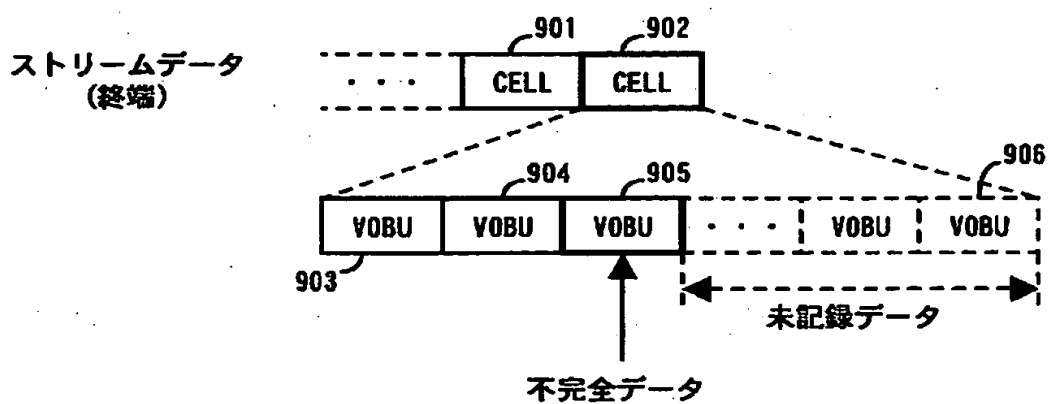 901 902
ストリームデータ
(終端)
・・・ CELL CELL
904 905 906
VOBU VOBU VOBU ・・・ VOBU VOBU
903
未記録データ
不完全データ